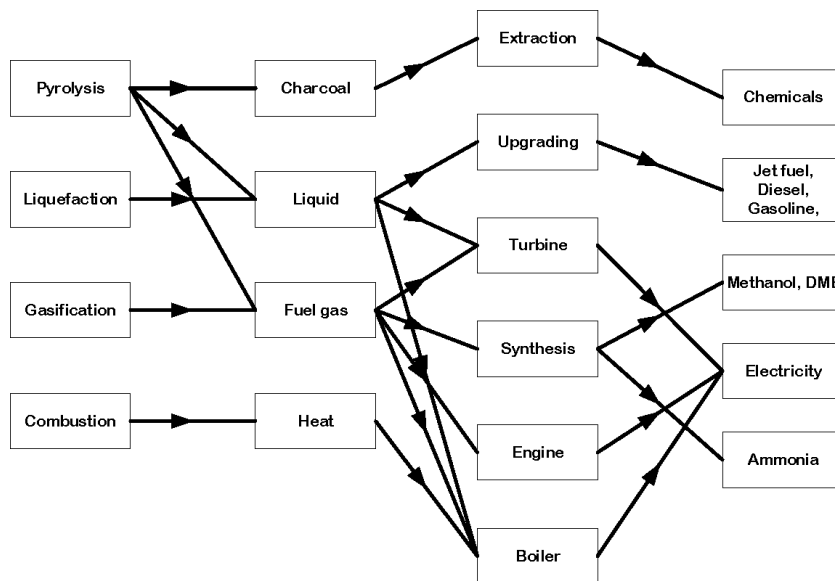 Pyrolysis
Liquefaction
Gasification
Combustion
Charcoal
Liquid
Fuel gas
Heat
Extraction
Upgrading
Turbine
Synthesis
Engine
Boiler
Chemicals
Jet fuel,
Diesel,
Gasoline,
Methanol, DME
Electricity
Ammonia